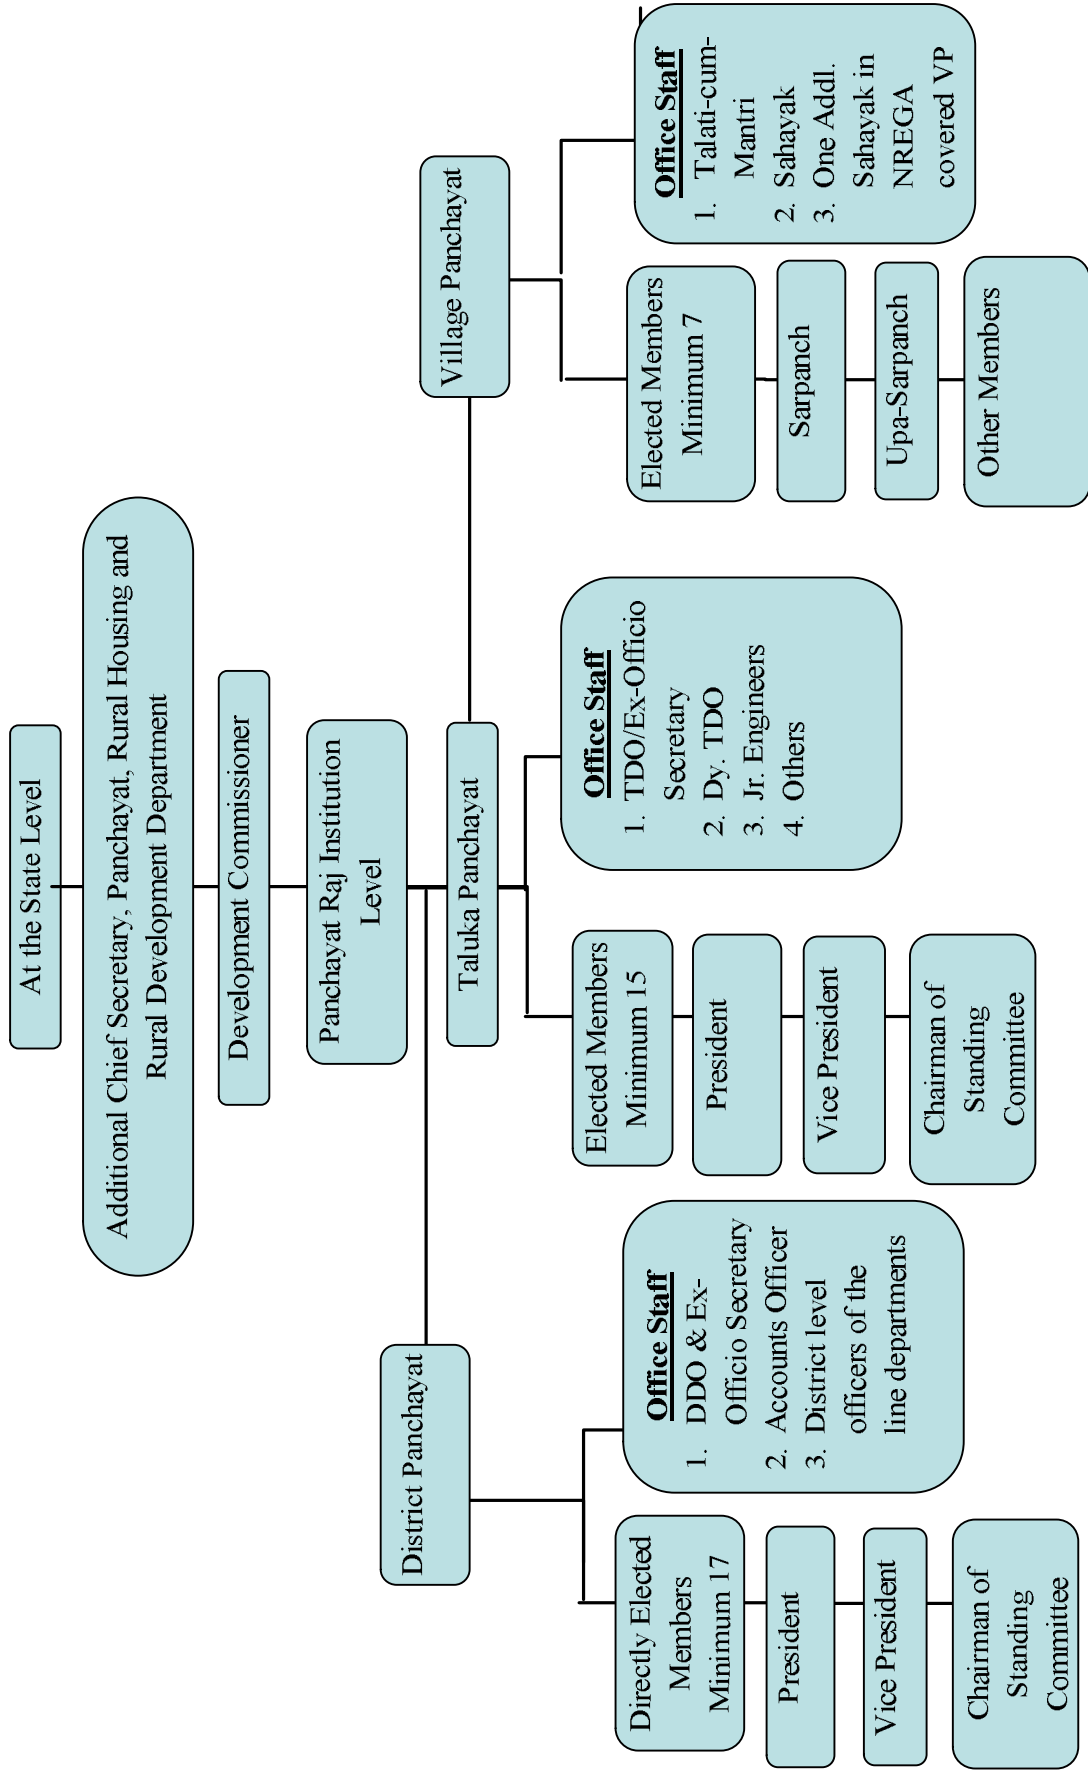 At the State Level
Additional Chief Secretary, Panchayat, Rural Housing and
Rural Development Department
Development Commissioner
Panchayat Raj Institution
Level
District Panchayat
Taluka Panchayat
Village Panchayat
Directly Elected
Members
Minimum 17
President
Vice President
Chairman of
Standing
Committee
Office Staff
1. DDO & Ex-
Officio Secretary
2. Accounts Officer
3. District level
officers of the
line departments
Elected Members
Minimum 15
President
Vice President
Chairman of
Standing
Committee
Office Staff
1. TDO/Ex-Officio
Secretary
2. Dy. TDO
3. Jr. Engineers
4. Others
Elected Members
Minimum 7
Sarpanch
Upa-Sarpanch
Other Members
Office Staff
1. Talati-cum-
Mantri
2. Sahayak
3. One Addl.
Sahayak in
NREGA
covered VP